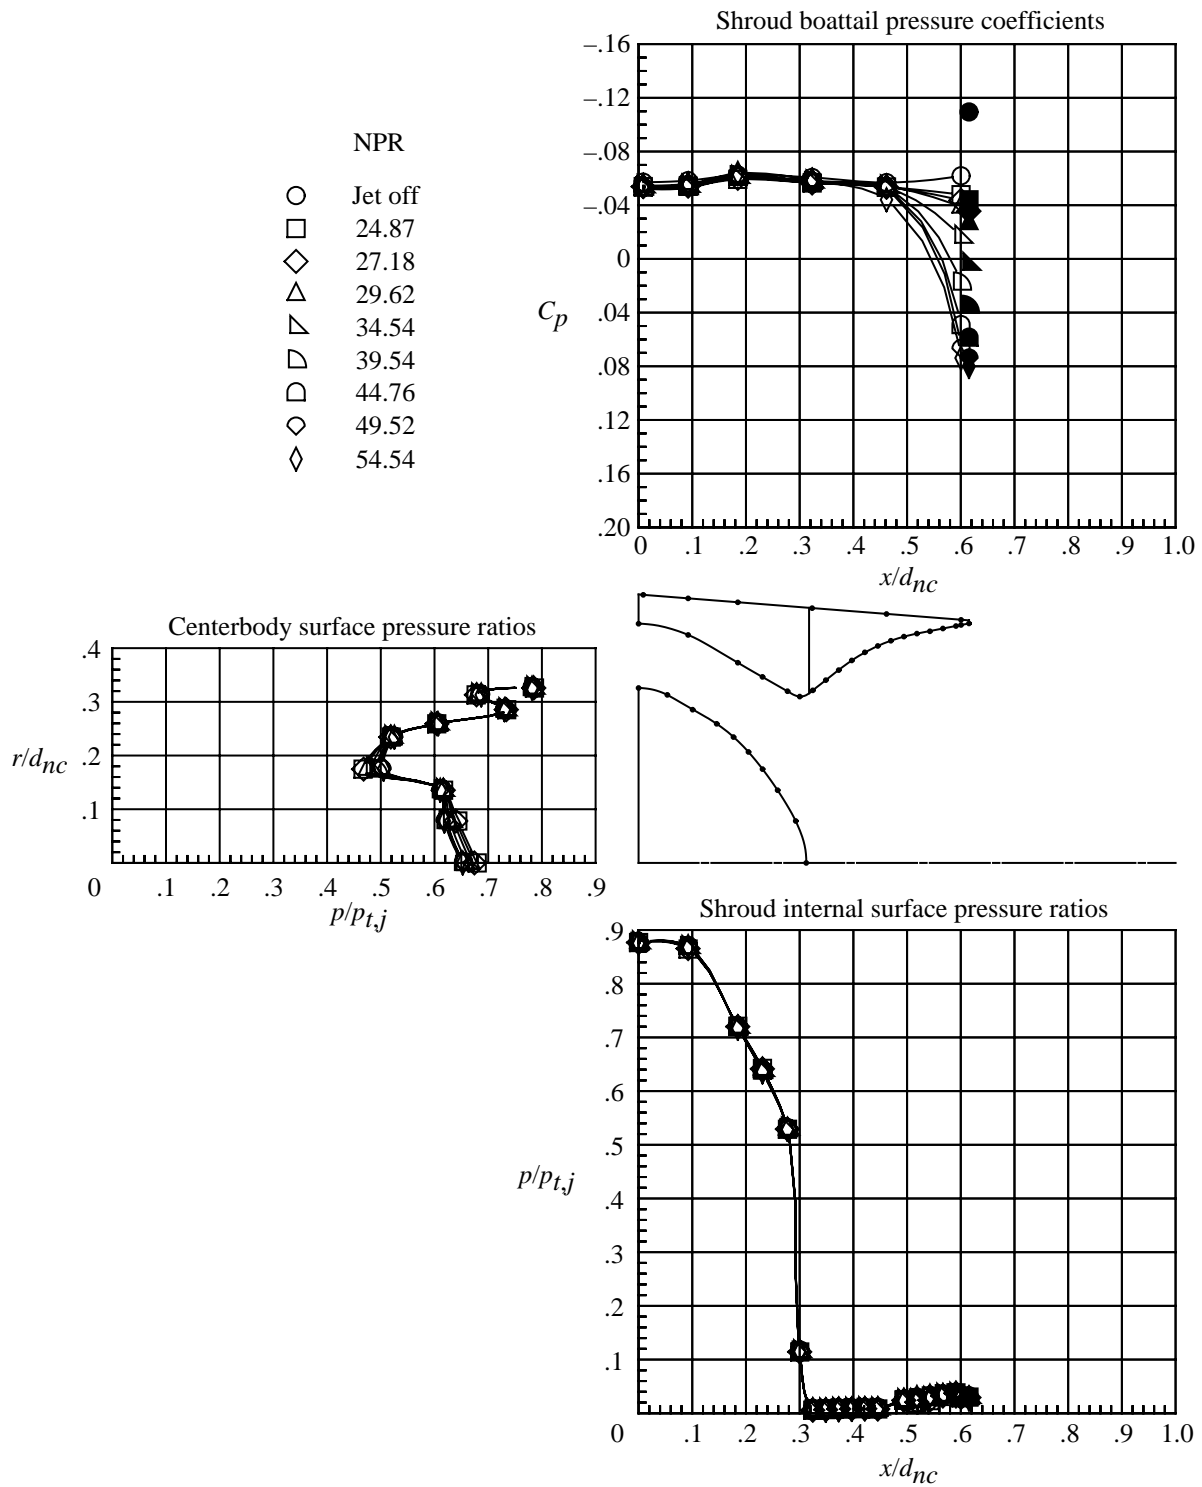 Shroud boattail pressure coefficients
–.16
–.12
–.08
–.04
0
.04
.08
.12
.16
.20
C_p
0 .1 .2 .3 .4 .5 .6 .7 .8 .9 1.0
x/d_nc
NPR
Jet off
24.87
27.18
29.62
34.54
39.54
44.76
49.52
54.54
Centerbody surface pressure ratios
.4
.3
.2
.1
r/d_nc
0 .1 .2 .3 .4 .5 .6 .7 .8 .9
p/p_t,j
Shroud internal surface pressure ratios
.9
.8
.7
.6
.5
.4
.3
.2
.1
p/p_t,j
0 .1 .2 .3 .4 .5 .6 .7 .8 .9 1.0
x/d_nc